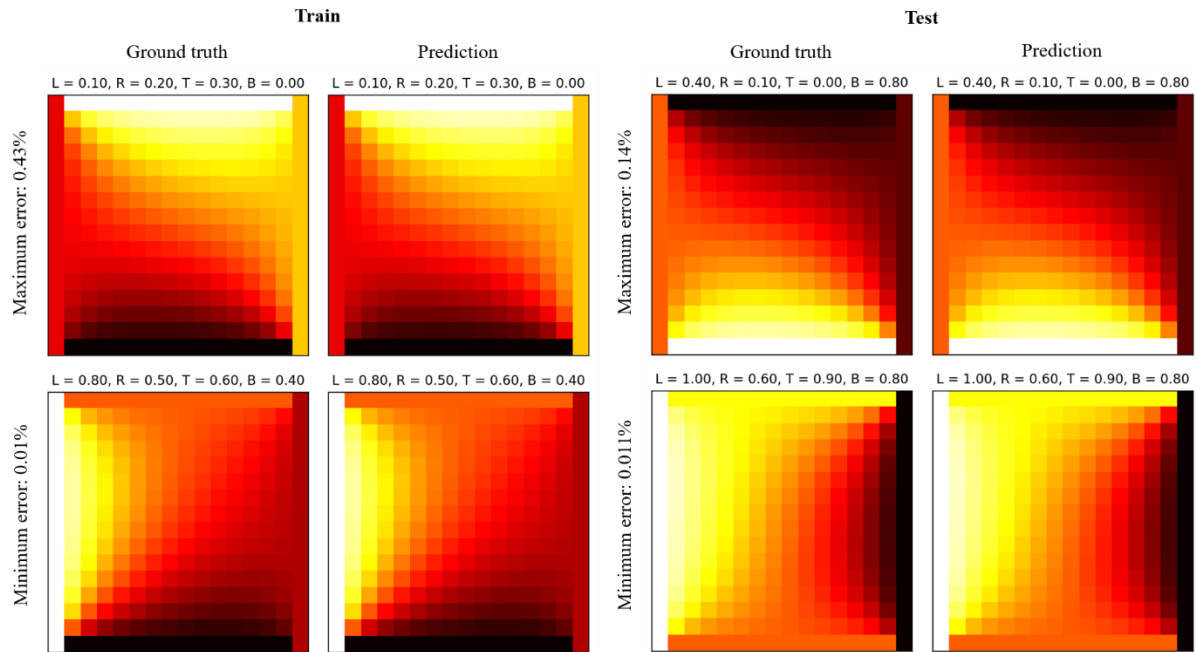 Train
Test
Ground truth
Prediction
Ground truth
Prediction
L = 0.10, R = 0.20, T = 0.30, B = 0.00
L = 0.10, R = 0.20, T = 0.30, B = 0.00
L = 0.40, R = 0.10, T = 0.00, B = 0.80
L = 0.40, R = 0.10, T = 0.00, B = 0.80
Maximum error: 0.43%
Maximum error: 0.14%
L = 0.80, R = 0.50, T = 0.60, B = 0.40
L = 0.80, R = 0.50, T = 0.60, B = 0.40
L = 1.00, R = 0.60, T = 0.90, B = 0.80
L = 1.00, R = 0.60, T = 0.90, B = 0.80
Minimum error: 0.01%
Minimum error: 0.011%